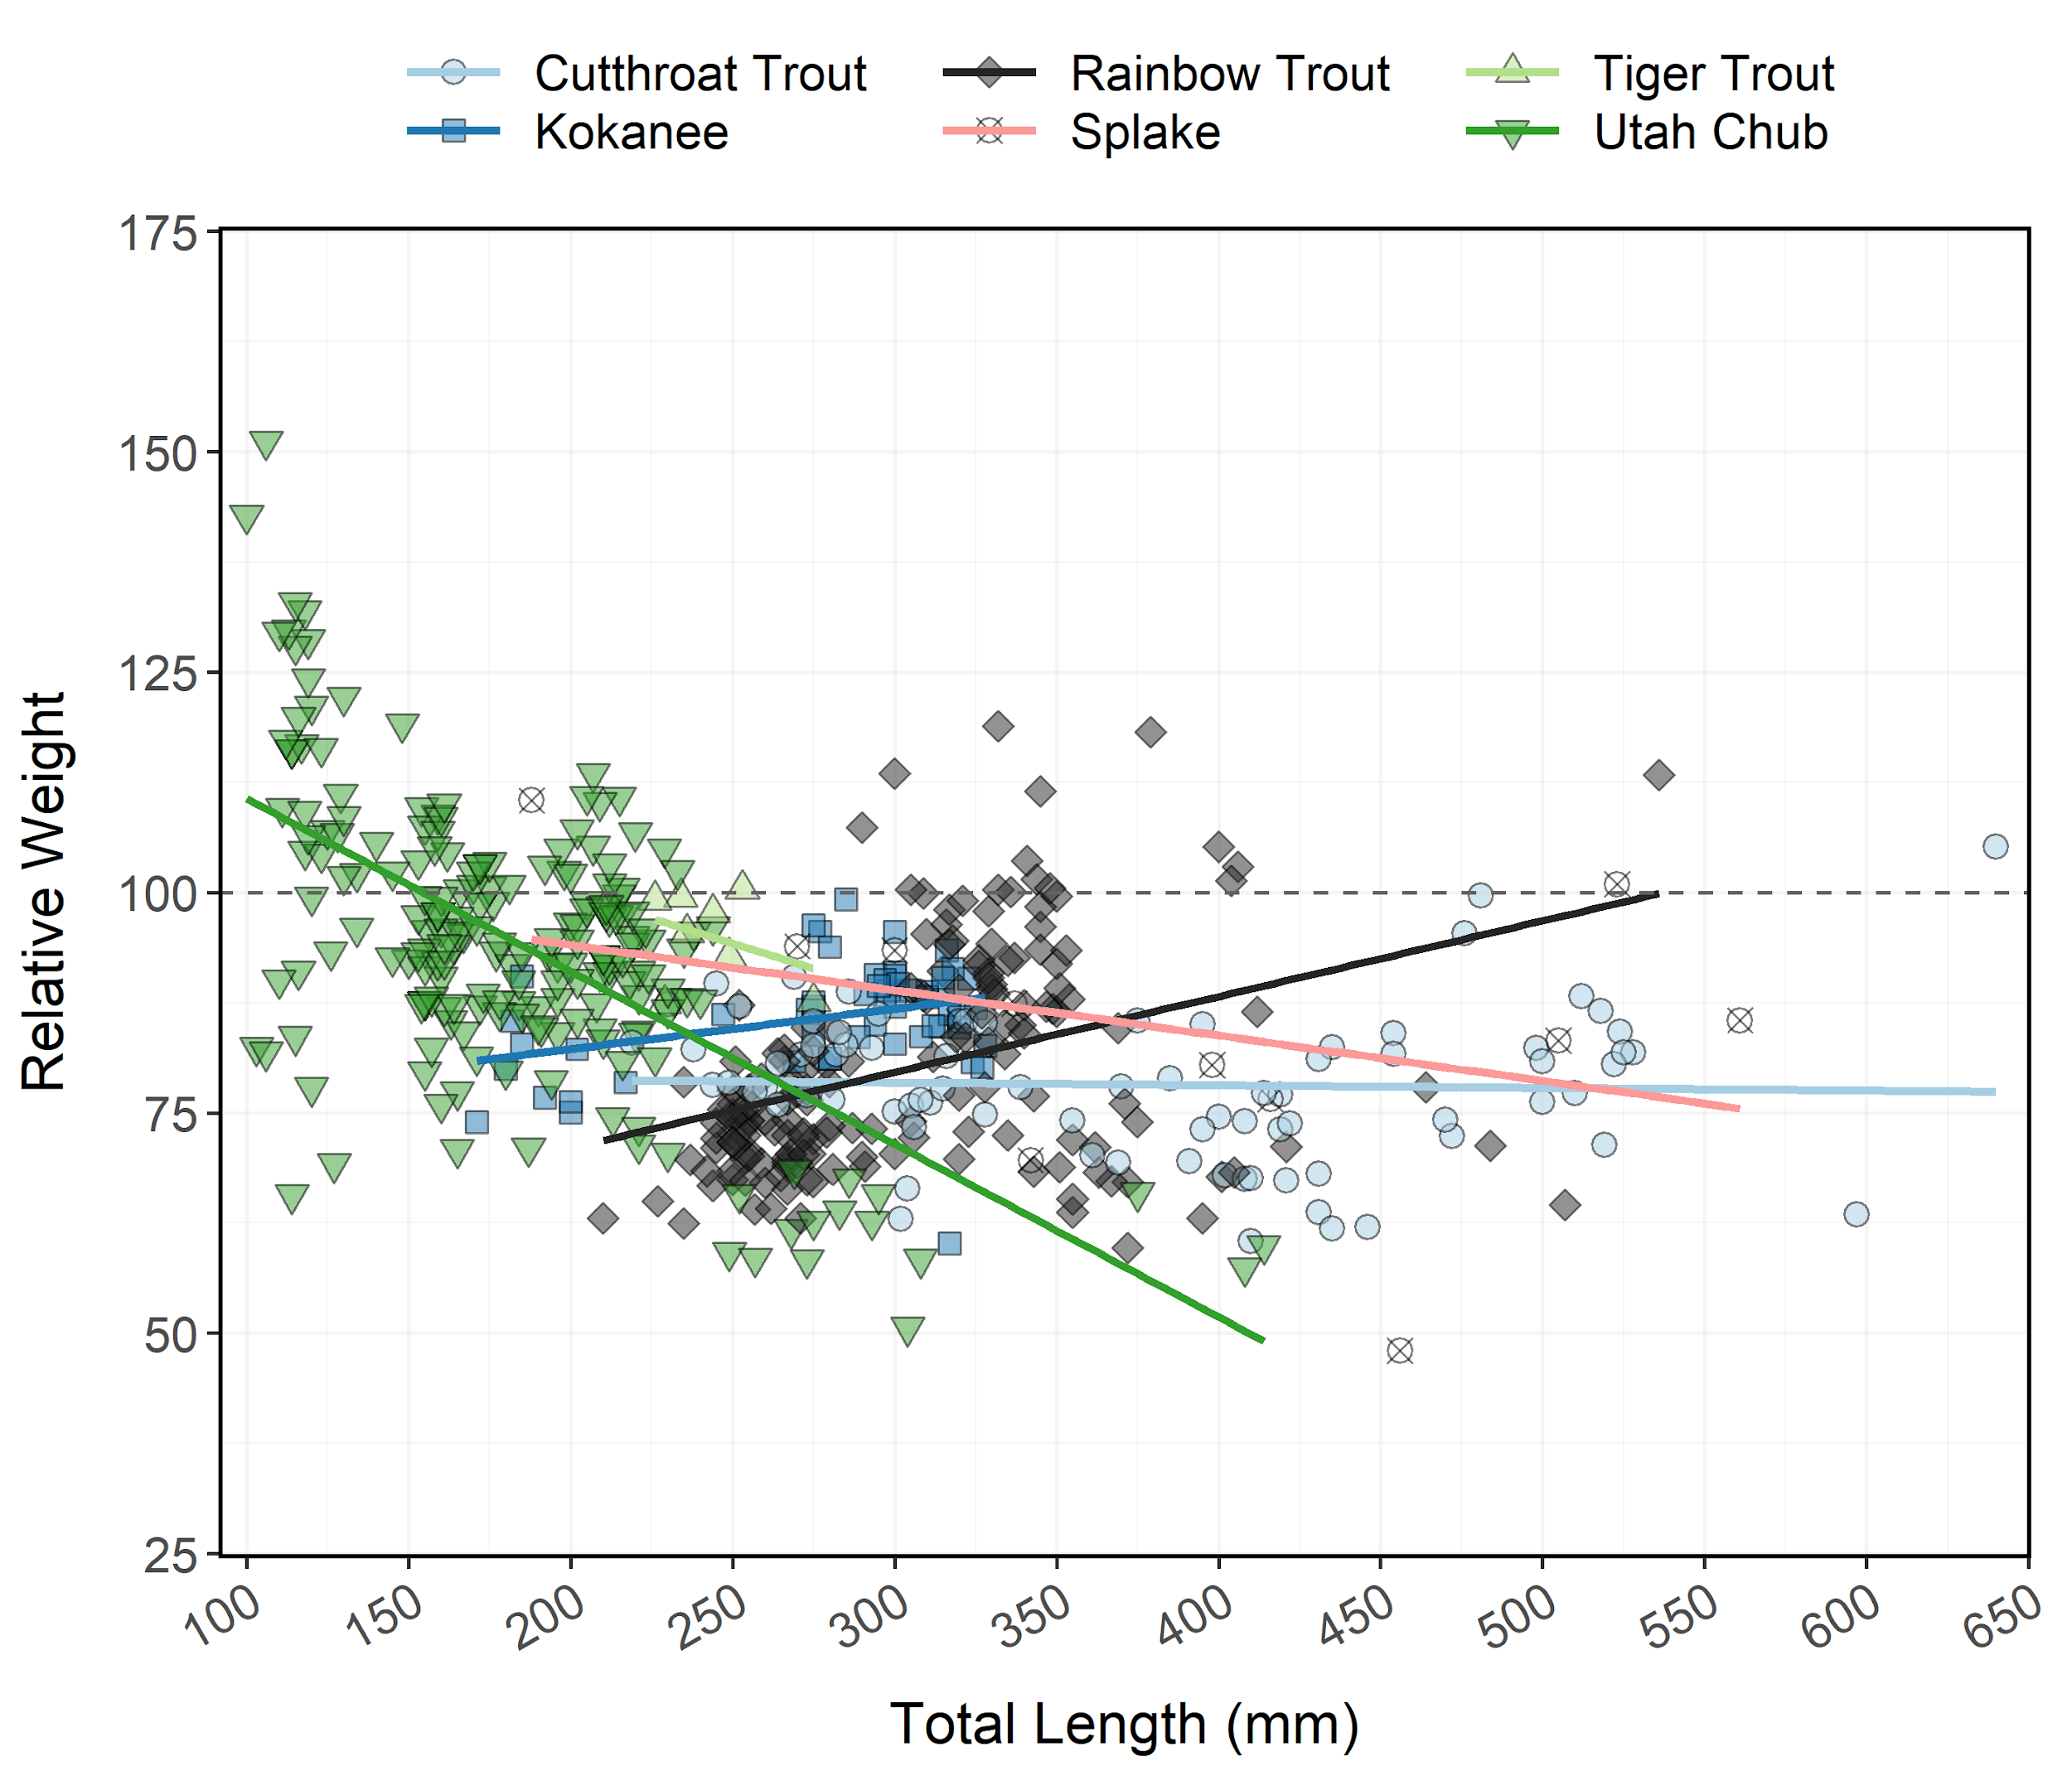 Cutthroat Trout Rainbow Trout Tiger Trout
Kokanee Splake Utah Chub
175
150
125
100
75
50
25
Relative Weight
100 150 200 250 300 350 400 450 500 550 600 650
Total Length (mm)